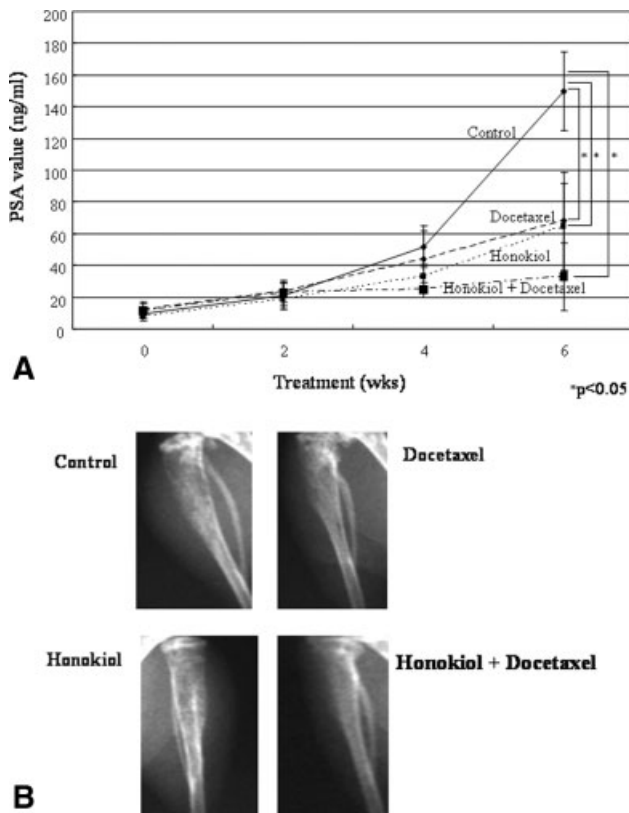 200
180
160
140
120
100
80
60
40
20
0
PSA value (ng/ml)
Control
* * *
Docetaxel
Honokiol
Honokiol + Docetaxel
0 2 4 6
A
Treatment (wks)
*p<0.05
Control
Docetaxel
Honokiol
Honokiol + Docetaxel
B